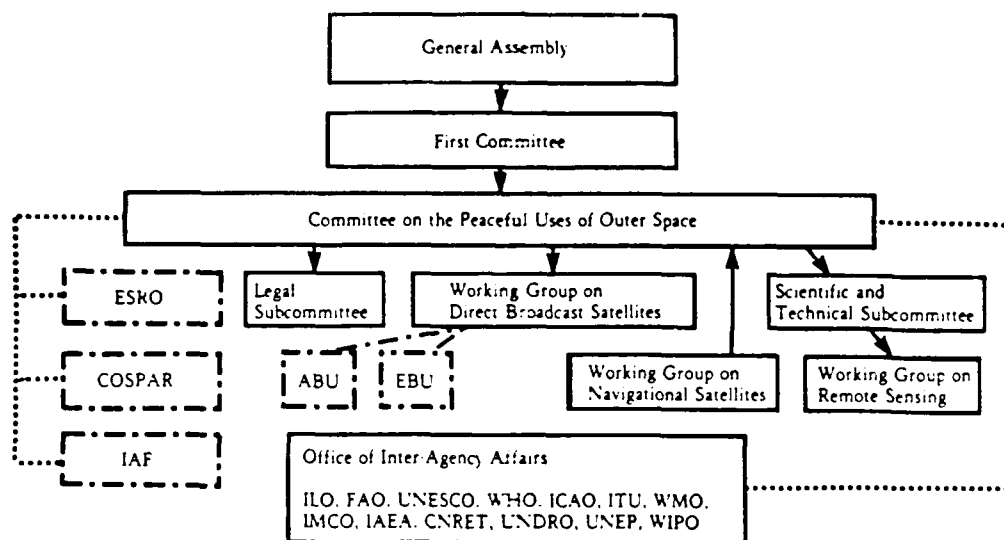 General Assembly
First Committee
Committee on the Peaceful Uses of Outer Space
ESRO
Legal
Subcommittee
Working Group on
Direct Broadcast Satellites
Scientific and
Technical Subcommittee
COSPAR
ABU
EBU
Working Group on
Navigational Satellites
Working Group on
Remote Sensing
IAF
Office of Inter-Agency Affairs
ILO, FAO, UNESCO, WHO, ICAO, ITU, WMO,
IMCO, IAEA, CNRET, UNDRO, UNEP, WIPO